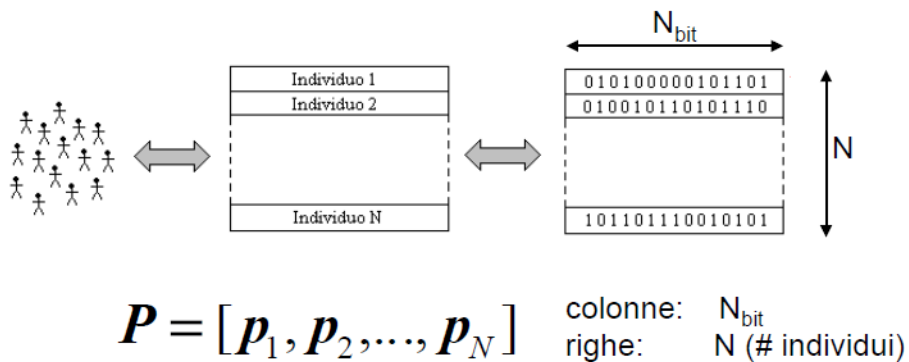 N_bit
Individuo 1
Individuo 2
Individuo N
010100000101101
010010110101110
101101110010101
N
P = [p_1, p_2, ..., p_N]
colonne: N_bit
righe: N (# individui)